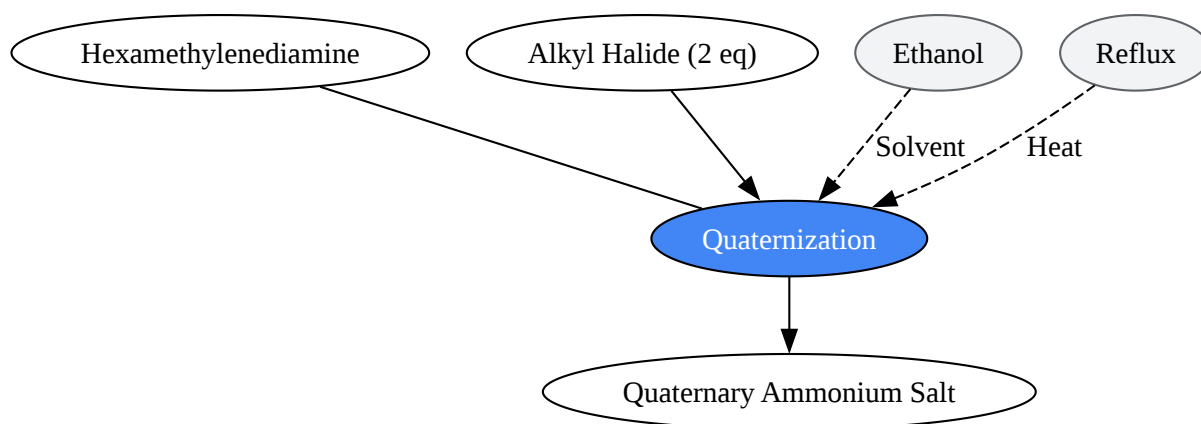 Hexamethylenediamine
Alkyl Halide (2 eq)
Ethanol
Reflux
Solvent
Heat
Quaternization
Quaternary Ammonium Salt